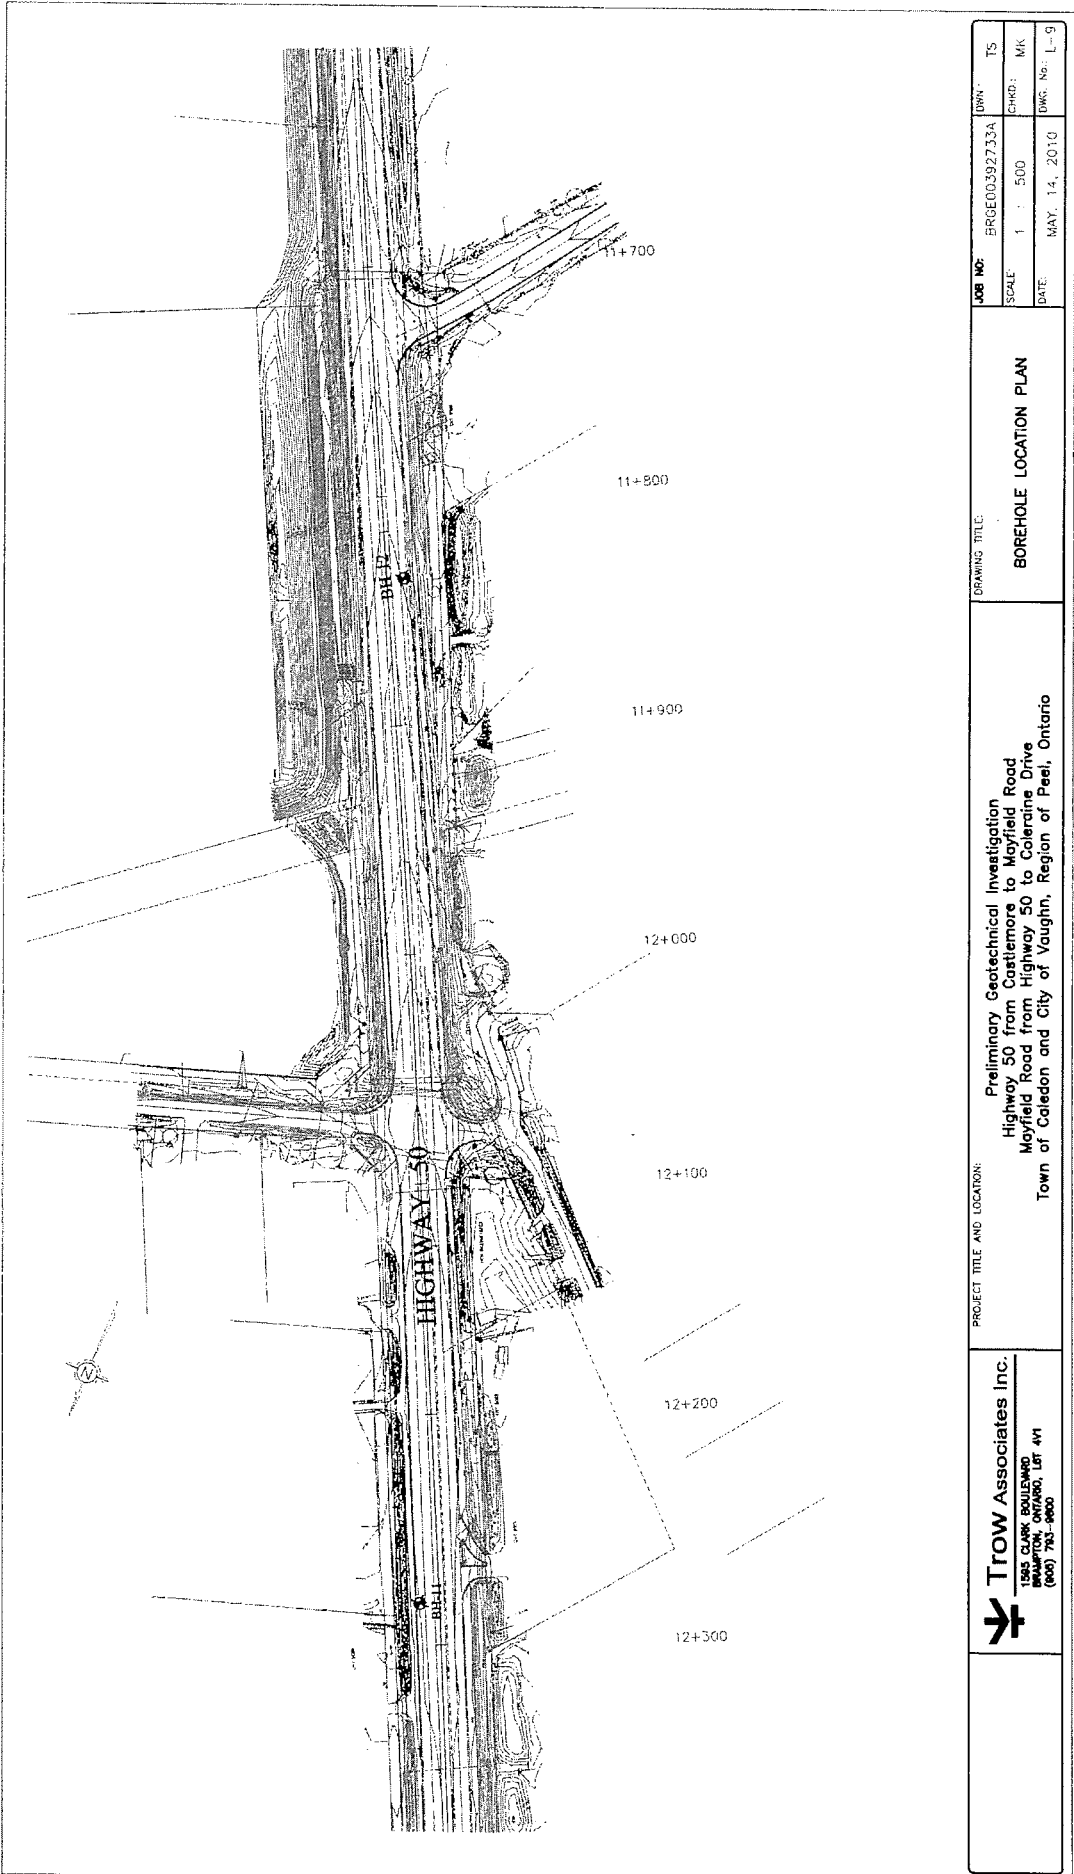 11+700
11+800
BH-12
11+900
12+000
12+100
HIGHWAY 50
N
12+200
BH-11
12+300
Trow Associates Inc.
1595 CLARK BOULEVARD
BRAMPTON, ONTARIO, L6T 4V1
(905) 793-9800
PROJECT TITLE AND LOCATION:
Preliminary Geotechnical Investigation
Highway 50 from Castlemore to Mayfield Road
Mayfield Road from Highway 50 to Coleraine Drive
Town of Caledon and City of Vaughn, Region of Peel, Ontario
DRAWING TITLE:
BOREHOLE LOCATION PLAN
JOB NO: BRGE00392733A
DWN: TS
SCALE: 1 : 500
CHKD.: MK
DATE: MAY, 14, 2010
DWG. No.: L-9